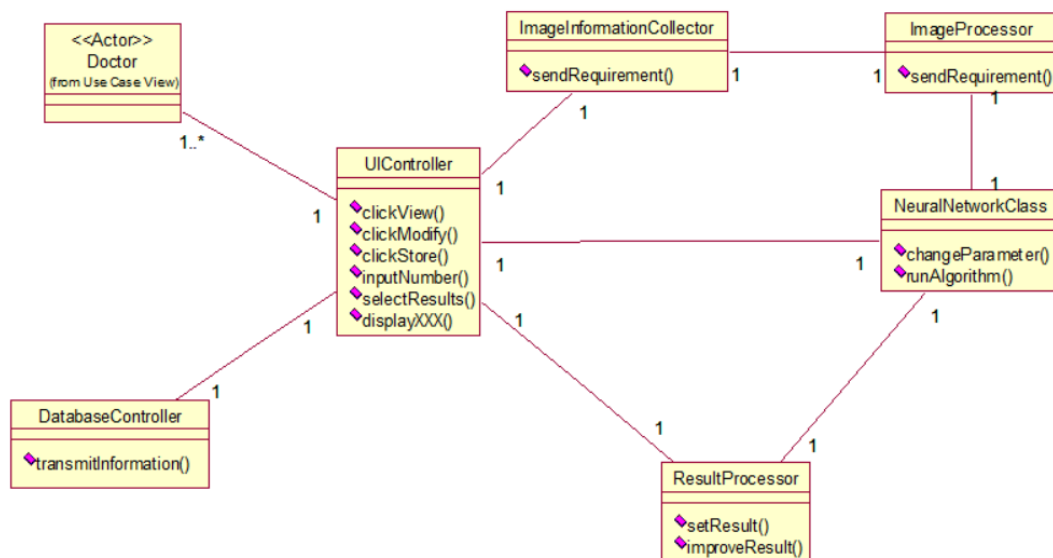 <<Actor>>
Doctor
(from Use Case View)
1..*
1
ImageInformationCollector
sendRequirement()
1
1
1
1
ImageProcessor
sendRequirement()
1
1
UIController
clickView()
clickModify()
clickStore()
inputNumber()
selectResults()
displayXXX()
1
1
NeuralNetworkClass
changeParameter()
runAlgorithm()
1
1
1
1
DatabaseController
transmitInformation()
1
1
ResultProcessor
setResult()
improveResult()